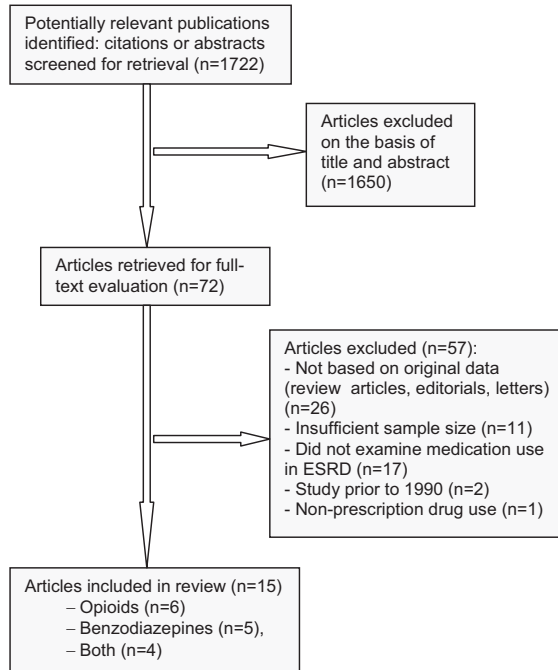 Potentially relevant publications
identified: citations or abstracts
screened for retrieval (n=1722)
Articles excluded
on the basis of
title and abstract
(n=1650)
Articles retrieved for full-
text evaluation (n=72)
Articles excluded (n=57):
- Not based on original data
(review articles, editorials, letters)
(n=26)
- Insufficient sample size (n=11)
- Did not examine medication use
in ESRD (n=17)
- Study prior to 1990 (n=2)
- Non-prescription drug use (n=1)
Articles included in review (n=15)
– Opioids (n=6)
– Benzodiazepines (n=5),
– Both (n=4)